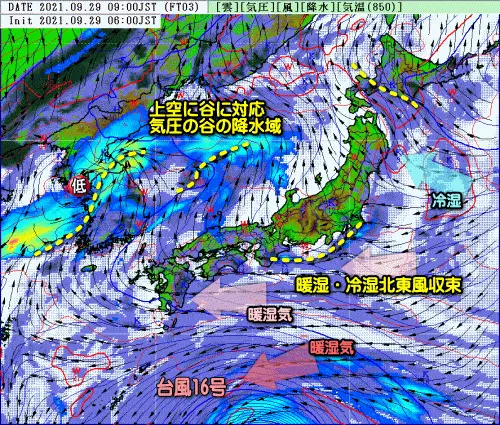 DATE 2021.09.29 09:00JST (FT03)
[雲][気圧][風][降水][気温(850)]
Init 2021.09.29 06:00JST
上空に谷に対応
気圧の谷の降水域
低
冷湿
暖湿・冷湿北東風収束
暖湿気
暖湿気
台風16号